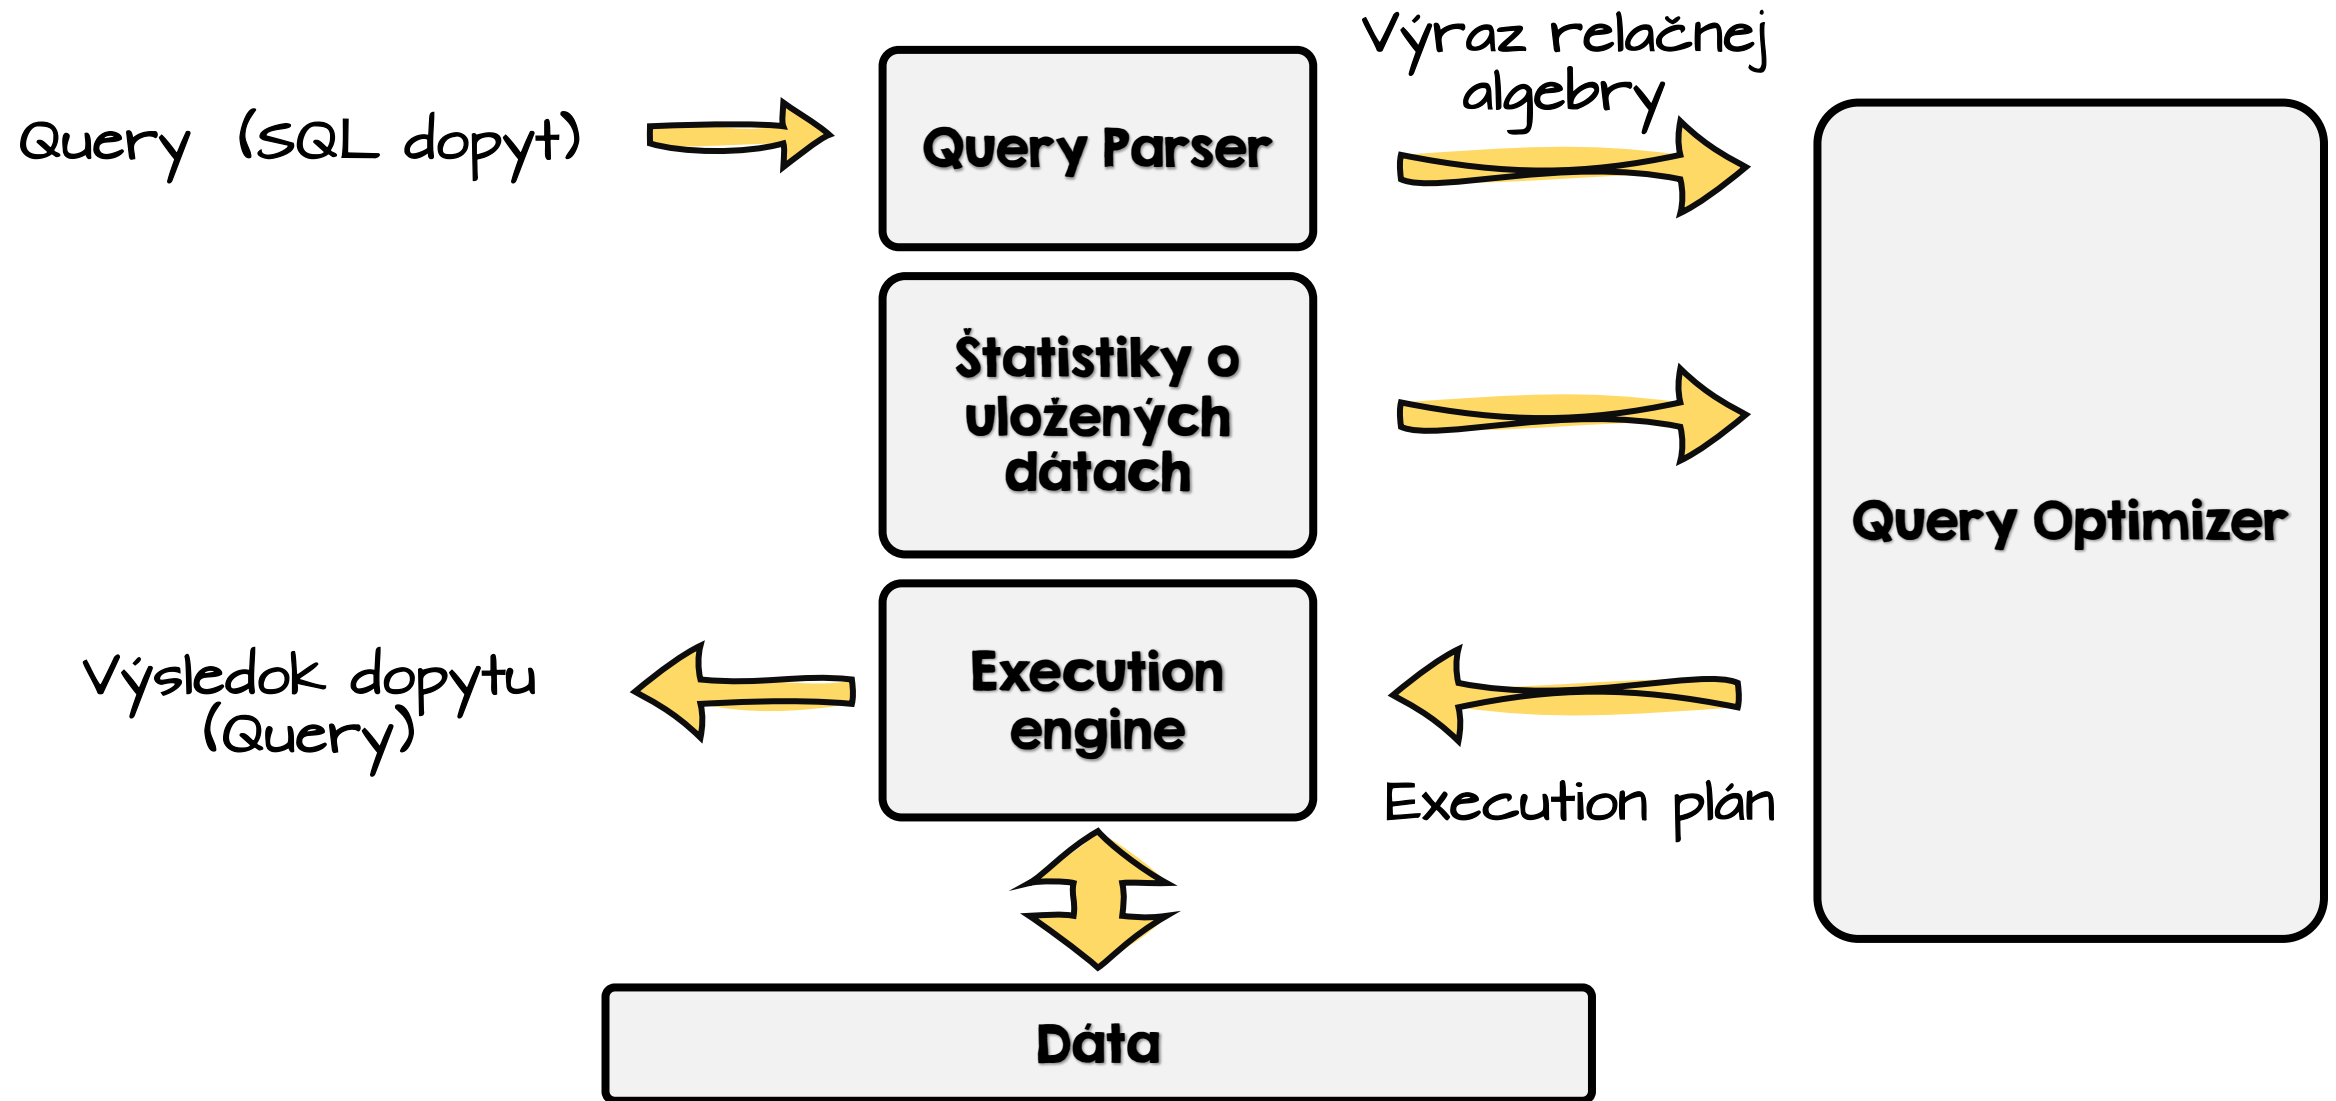 Query (SQL dopyt)
Query Parser
Výraz relačnej
algebry
Štatistiky o
uložených
dátach
Query Optimizer
Execution
engine
Execution plán
Výsledok dopytu
(Query)
Dáta